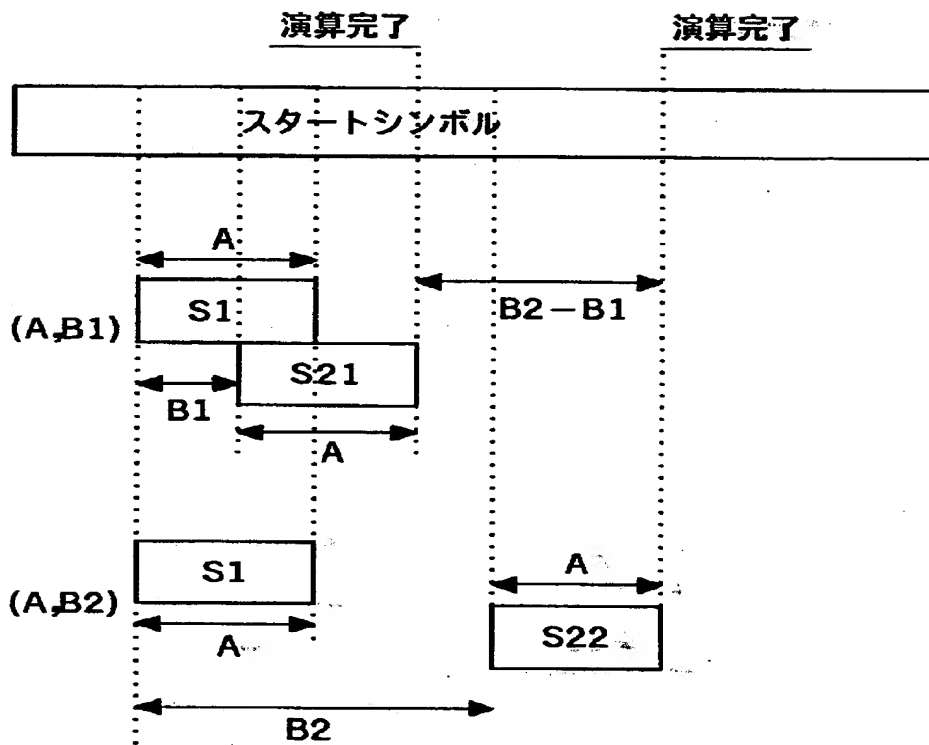 演算完了
演算完了
スタートシンボル
A
S1
B2-B1
(A,B1)
S21
B1
A
S1
A
(A,B2)
S22
A
B2